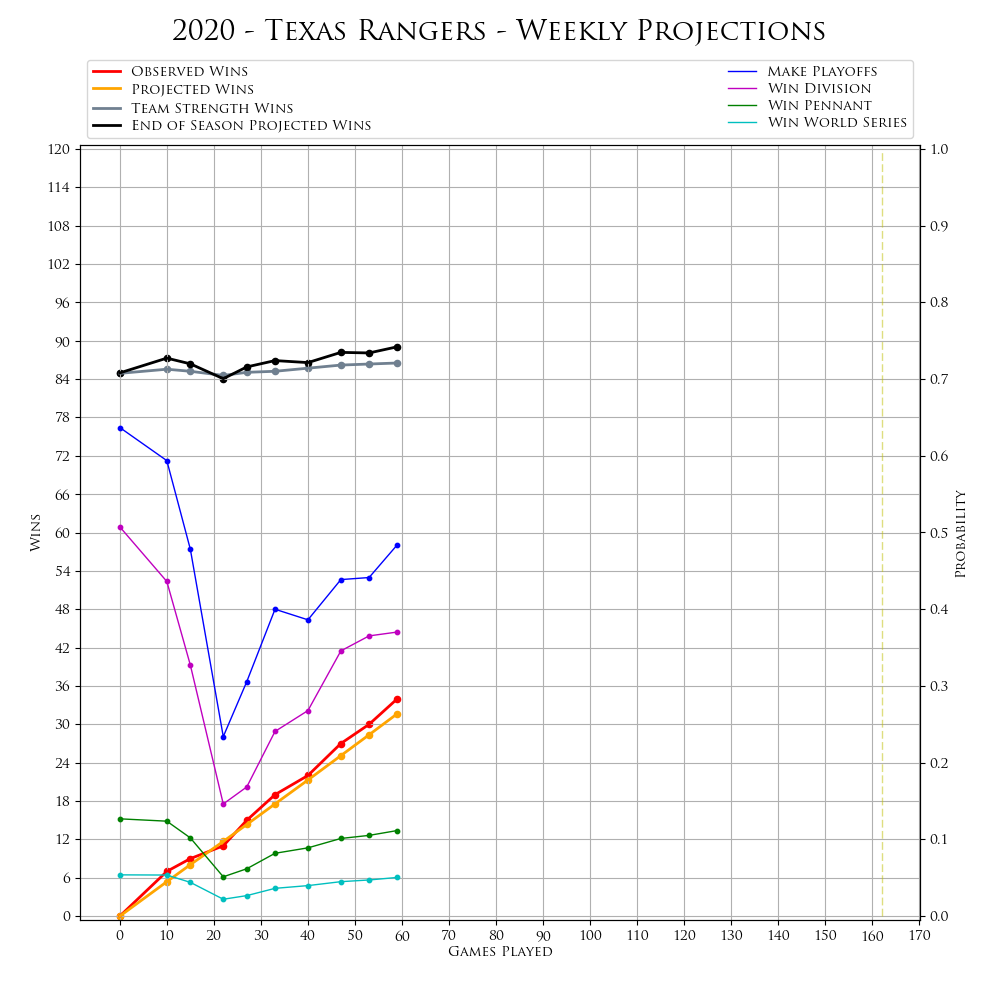 2020 - Texas Rangers - Weekly Projections
Observed Wins
Projected Wins
Team Strength Wins
End of Season Projected Wins
Make Playoffs
Win Division
Win Pennant
Win World Series
120
114
108
102
96
90
84
78
72
66
60
54
48
42
36
30
24
18
12
6
0
Wins
1.0
0.9
0.8
0.7
0.6
0.5
0.4
0.3
0.2
0.1
0.0
Probability
0 10 20 30 40 50 60 70 80 90 100 110 120 130 140 150 160 170
Games Played